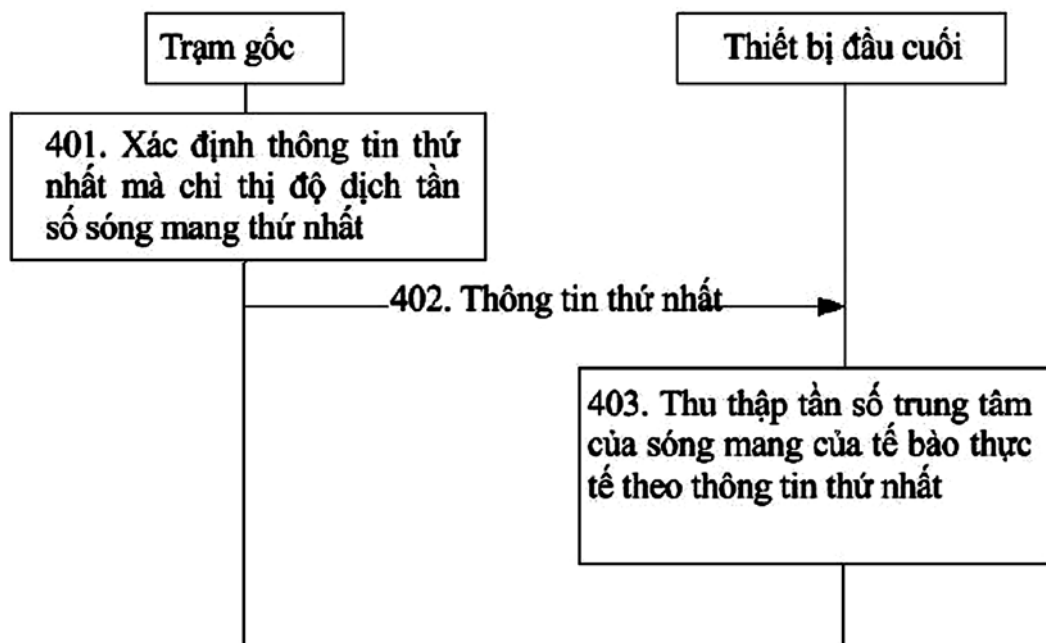 Trạm gốc
Thiết bị đầu cuối
401. Xác định thông tin thứ
nhất mà chỉ thị độ dịch tần
số sóng mang thứ nhất
402. Thông tin thứ nhất
403. Thu thập tần số trung tâm
của sóng mang của tế bào thực
tế theo thông tin thứ nhất